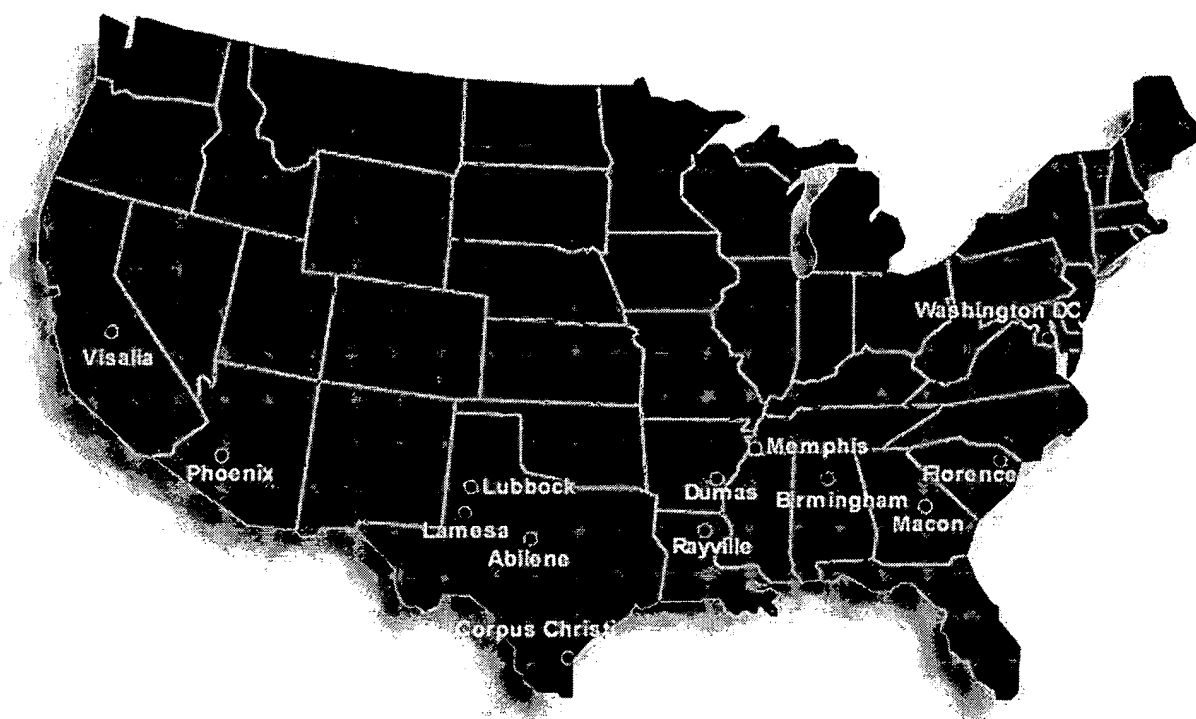 Washington DC
Visalia
Memphis
Phoenix
Lubbock
Dumas
Florence
Birmingham
Lamesa
Macon
Abilene
Rayville
Corpus Christi